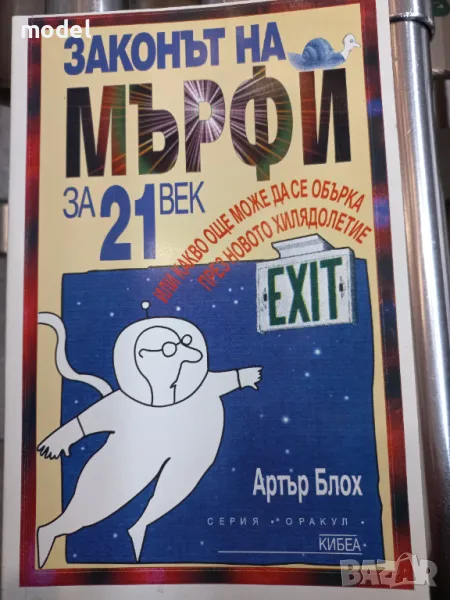 model
ЗАКОНЪТ НА
МЪРФИ
ЗА 21 ВЕК
ИЛИ КАКВО ОЩЕ МОЖЕ ДА СЕ ОБЪРКА
ПРЕЗ НОВОТО ХИЛЯДОЛЕТИЕ
EXIT
Артър Блох
СЕРИЯ • ОРАКУЛ •
КИБЕА
BAZAR